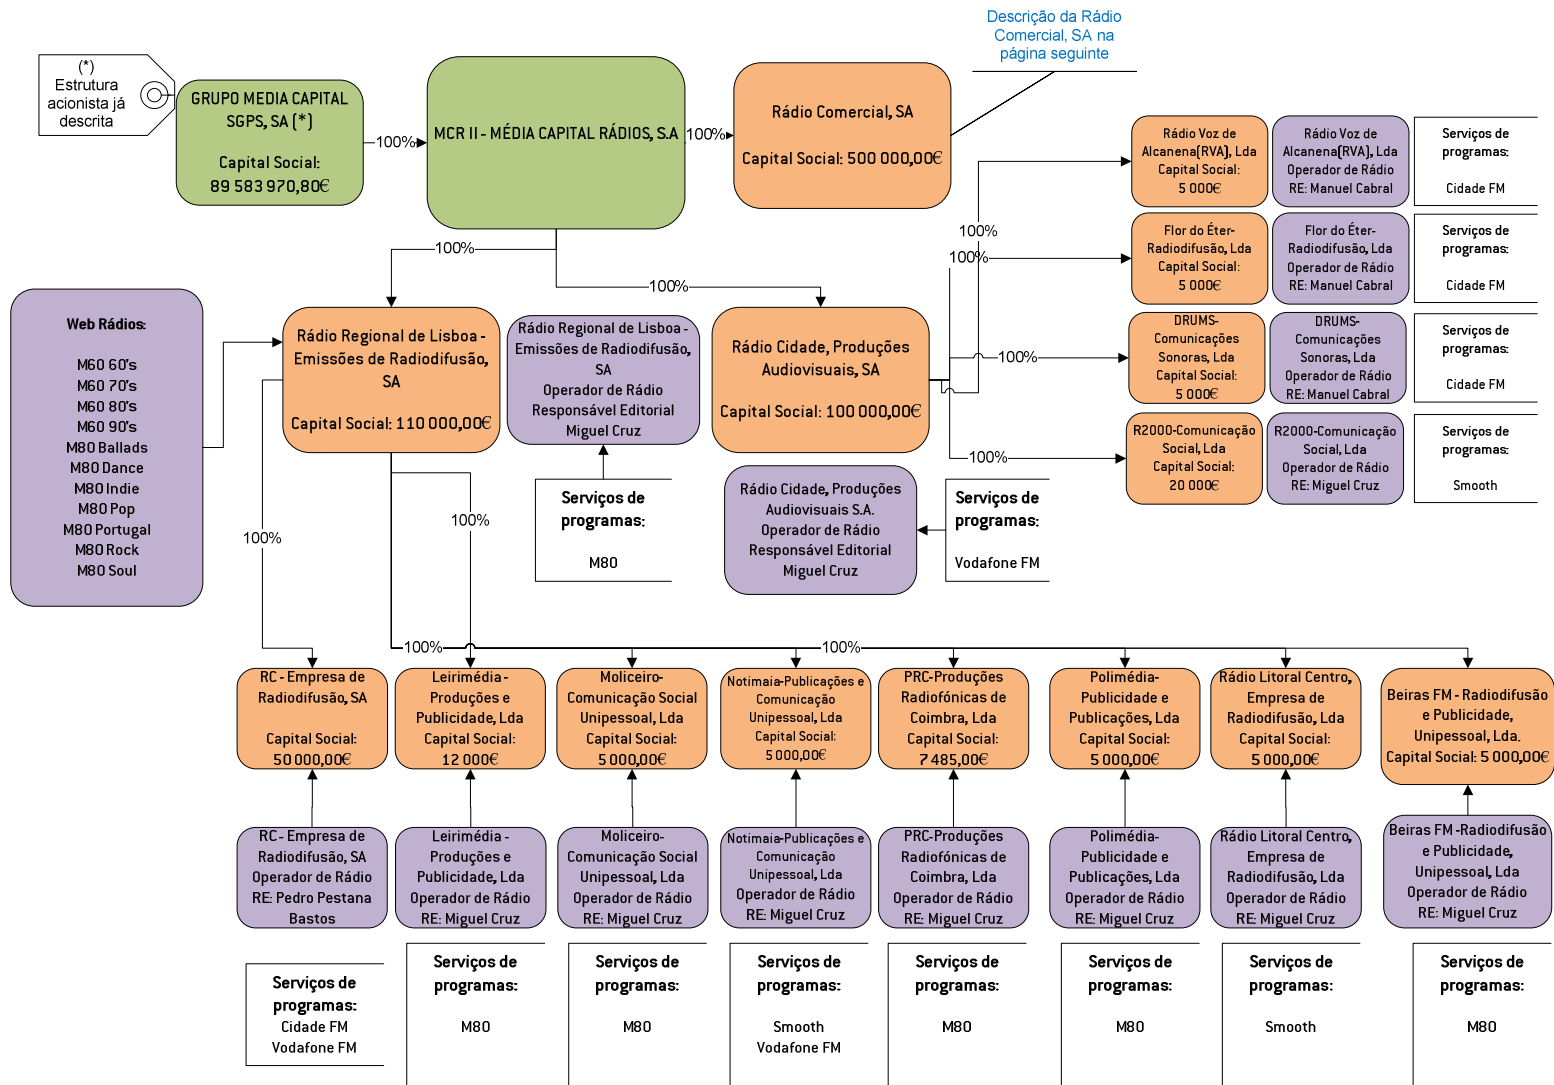 Descrição da Rádio
Comercial, SA na
página seguinte
(*)
Estrutura
acionista já
descrita
GRUPO MEDIA CAPITAL
SGPS, SA (*)
Capital Social:
89 583 970,80€
100%
MCR II - MÉDIA CAPITAL RÁDIOS, S.A
100%
Rádio Comercial, SA
Capital Social: 500 000,00€
Rádio Voz de
Alcanena(RVA), Lda
Capital Social:
5 000€
Rádio Voz de
Alcanena(RVA), Lda
Operador de Rádio
RE: Manuel Cabral
Serviços de
programas:
Cidade FM
100%
Flor do Éter-
Radiodifusão, Lda
Capital Social:
5 000€
Flor do Éter-
Radiodifusão, Lda
Operador de Rádio
RE: Manuel Cabral
Serviços de
programas:
Cidade FM
100%
100%
100%
DRUMS-
Comunicações
Sonoras, Lda
Capital Social:
5 000€
DRUMS-
Comunicações
Sonoras, Lda
Operador de Rádio
RE: Manuel Cabral
Serviços de
programas:
Cidade FM
100%
R2000-Comunicação
Social, Lda
Capital Social:
20 000€
R2000-Comunicação
Social, Lda
Operador de Rádio
RE: Miguel Cruz
Serviços de
programas:
Smooth
100%
Web Rádios:
M60 60's
M60 70's
M60 80's
M60 90's
M80 Ballads
M80 Dance
M80 Indie
M80 Pop
M80 Portugal
M80 Rock
M80 Soul
Rádio Regional de Lisboa -
Emissões de Radiodifusão,
SA
Capital Social: 110 000,00€
Rádio Regional de Lisboa -
Emissões de Radiodifusão,
SA
Operador de Rádio
Responsável Editorial
Miguel Cruz
Serviços de
programas:
M80
Rádio Cidade, Produções
Audiovisuais, SA
Capital Social: 100 000,00€
Rádio Cidade, Produções
Audiovisuais S.A.
Operador de Rádio
Responsável Editorial
Miguel Cruz
Serviços de
programas:
Vodafone FM
100%
100%
100%
100%
RC - Empresa de
Radiodifusão, SA
Capital Social:
50 000,00€
Leirimédia -
Produções e
Publicidade, Lda
Capital Social:
12 000€
Moliceiro-
Comunicação Social
Unipessoal, Lda
Capital Social:
5 000,00€
Notimaia-Publicações e
Comunicação
Unipessoal, Lda
Capital Social:
5 000,00€
PRC-Produções
Radiofónicas de
Coimbra, Lda
Capital Social:
7 485,00€
Polimédia-
Publicidade e
Publicações, Lda
Capital Social:
5 000,00€
Rádio Litoral Centro,
Empresa de
Radiodifusão, Lda
Capital Social:
5 000,00€
Beiras FM - Radiodifusão
e Publicidade,
Unipessoal, Lda.
Capital Social: 5 000,00€
RC - Empresa de
Radiodifusão, SA
Operador de Rádio
RE: Pedro Pestana
Bastos
Leirimédia -
Produções e
Publicidade, Lda
Operador de Rádio
RE: Miguel Cruz
Moliceiro-
Comunicação Social
Unipessoal, Lda
Operador de Rádio
RE: Miguel Cruz
Notimaia-Publicações e
Comunicação
Unipessoal, Lda
Operador de Rádio
RE: Miguel Cruz
PRC-Produções
Radiofónicas de
Coimbra, Lda
Operador de Rádio
RE: Miguel Cruz
Polimédia-
Publicidade e
Publicações, Lda
Operador de Rádio
RE: Miguel Cruz
Rádio Litoral Centro,
Empresa de
Radiodifusão, Lda
Operador de Rádio
RE: Miguel Cruz
Beiras FM -Radiodifusão
e Publicidade,
Unipessoal, Lda
Operador de Rádio
RE: Miguel Cruz
Serviços de
programas:
Cidade FM
Vodafone FM
Serviços de
programas:
M80
Serviços de
programas:
M80
Serviços de
programas:
Smooth
Vodafone FM
Serviços de
programas:
M80
Serviços de
programas:
M80
Serviços de
programas:
Smooth
Serviços de
programas:
M80